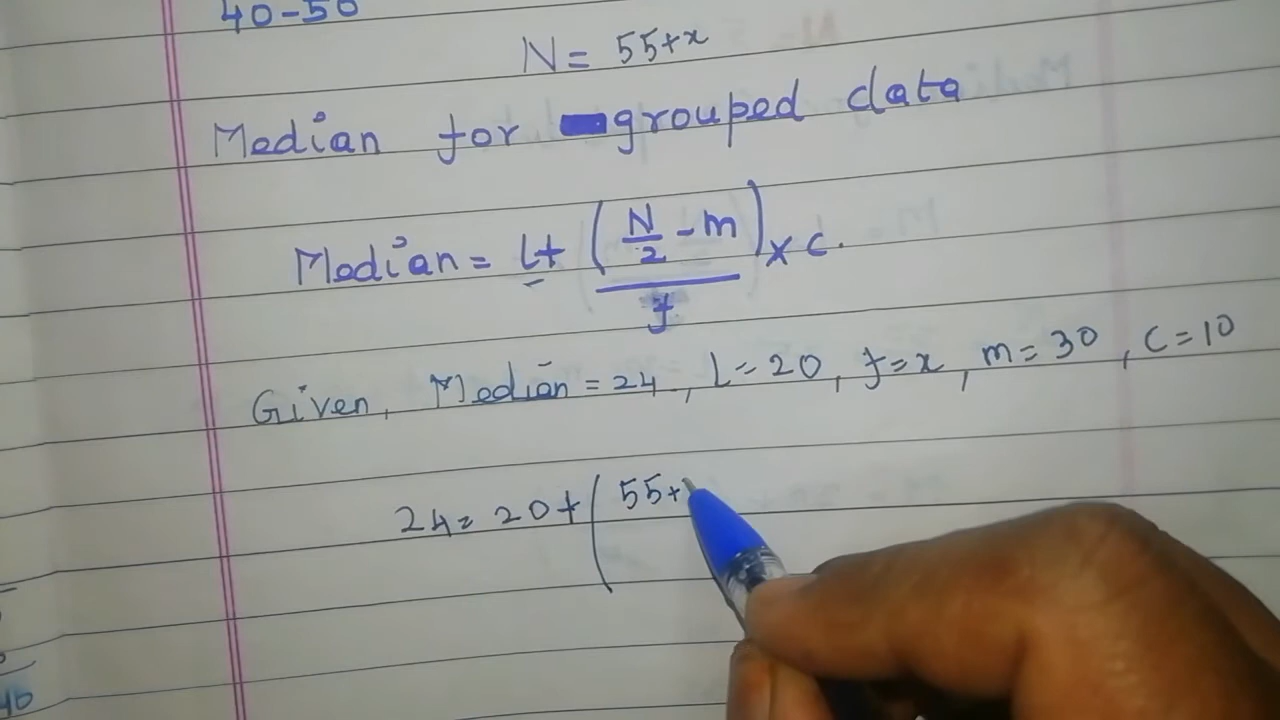 40-50
N = 55+x
Median for grouped data
Median = l + (N/2 - m)/f × c.
Given, Median = 24, L = 20, f = x, m = 30, c = 10
24 = 20 + ( 55+